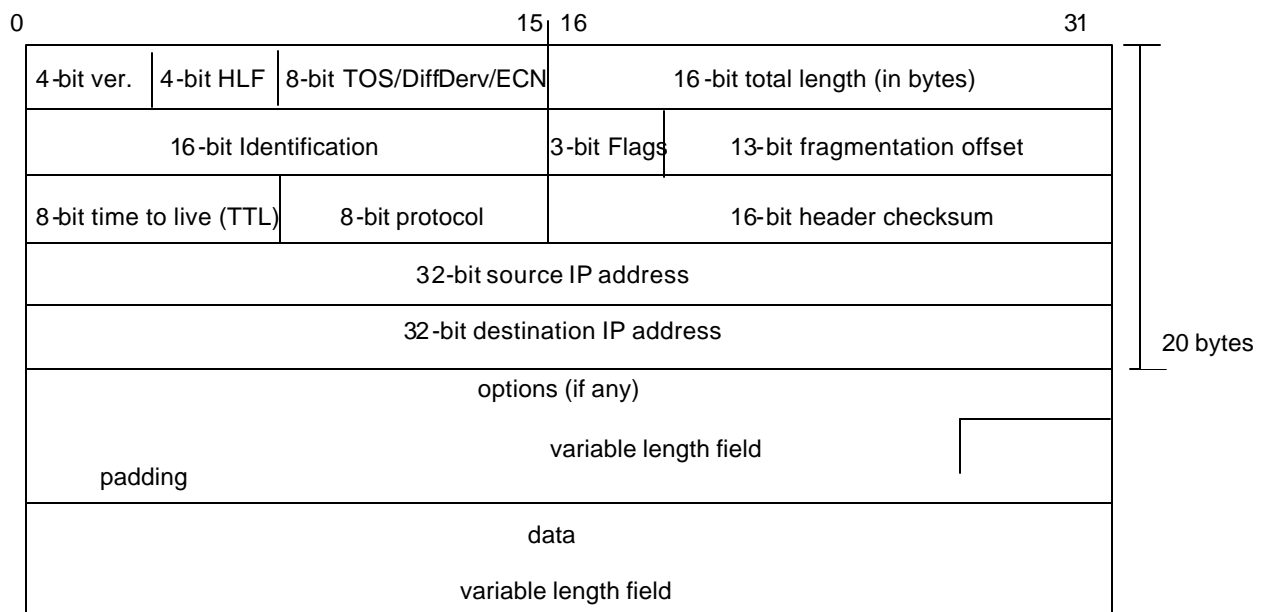 0 15 16 31
4-bit ver. 4-bit HLF 8-bit TOS/DiffDerv/ECN 16-bit total length (in bytes)
16-bit Identification 3-bit Flags 13-bit fragmentation offset
8-bit time to live (TTL) 8-bit protocol 16-bit header checksum
32-bit source IP address
32-bit destination IP address
20 bytes
options (if any)
variable length field
padding
data
variable length field